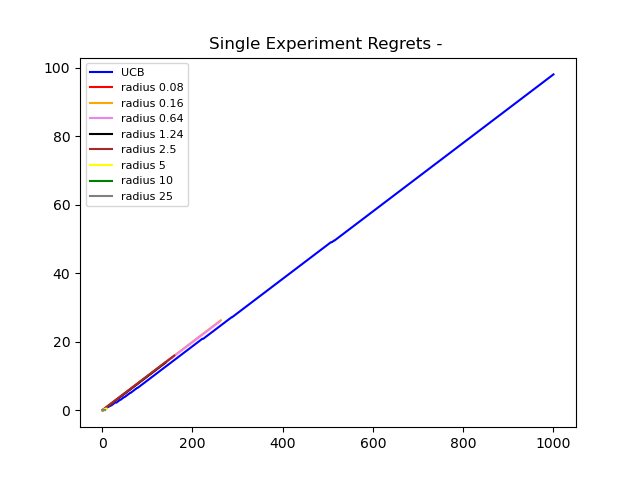 Single Experiment Regrets -
UCB
radius 0.08
radius 0.16
radius 0.64
radius 1.24
radius 2.5
radius 5
radius 10
radius 25
100
80
60
40
20
0
0 200 400 600 800 1000